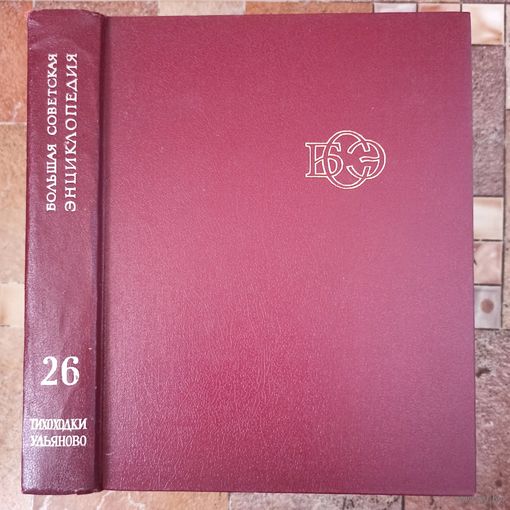 БОЛЬШАЯ СОВЕТСКАЯ
ЭНЦИКЛОПЕДИЯ
26
ТИХОХОДКИ
УЛЬЯНОВО
БСЭ